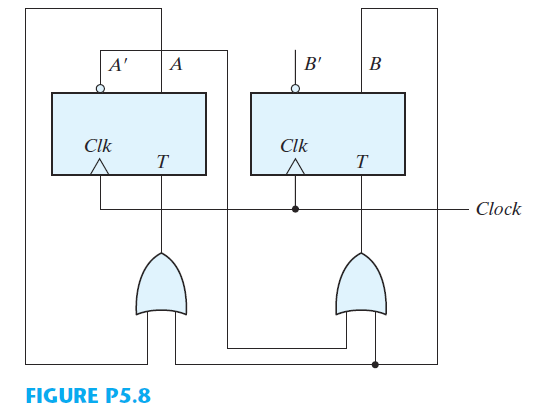 A' A B' B
Clk T Clk T
Clock
FIGURE P5.8